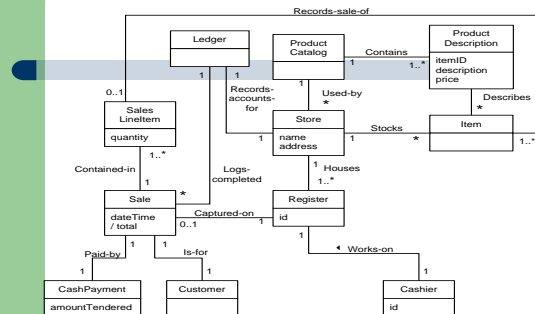 Records-sale-of
Ledger
Product
Catalog
Product
Description
itemID
description
price
Contains
1
1..*
1
1
1
0..1
Records-
accounts-
for
Used-by
*
Describes
*
Sales
LineItem
quantity
Store
name
address
Item
1
1
Stocks
*
1..*
1..*
Contained-in
1
Logs-
completed
*
1
Houses
1..*
Sale
dateTime
/ total
0..1
Captured-on
1
Register
id
1
1
1
Paid-by
Is-for
Works-on
1
1
1
CashPayment
amountTendered
Customer
Cashier
id